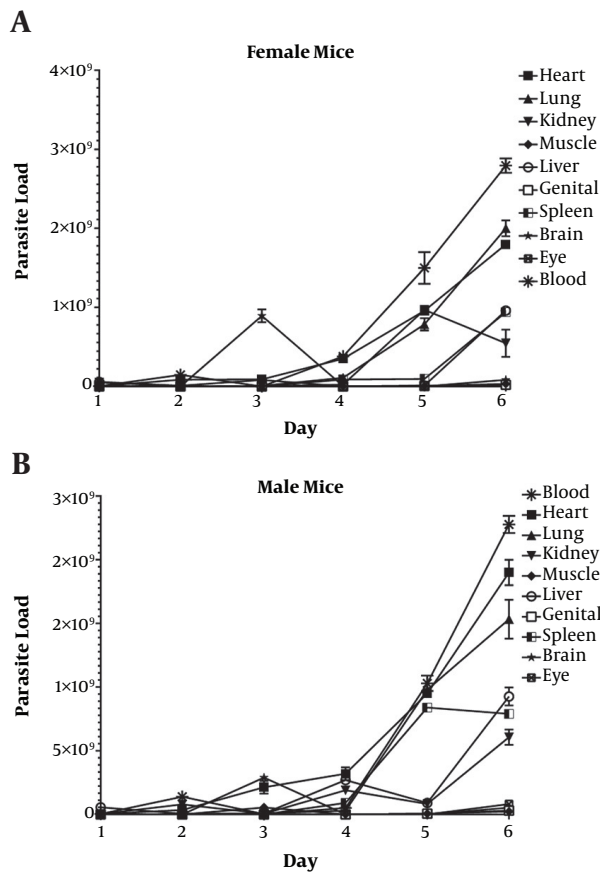 A
Female Mice
4×10⁹
3×10⁹
2×10⁹
1×10⁹
0
Parasite Load
1 2 3 4 5 6
Day
Heart
Lung
Kidney
Muscle
Liver
Genital
Spleen
Brain
Eye
Blood
B
Male Mice
3×10⁹
2×10⁹
2×10⁹
1×10⁹
5×10⁹
0
Parasite Load
1 2 3 4 5 6
Day
Blood
Heart
Lung
Kidney
Muscle
Liver
Genital
Spleen
Brain
Eye